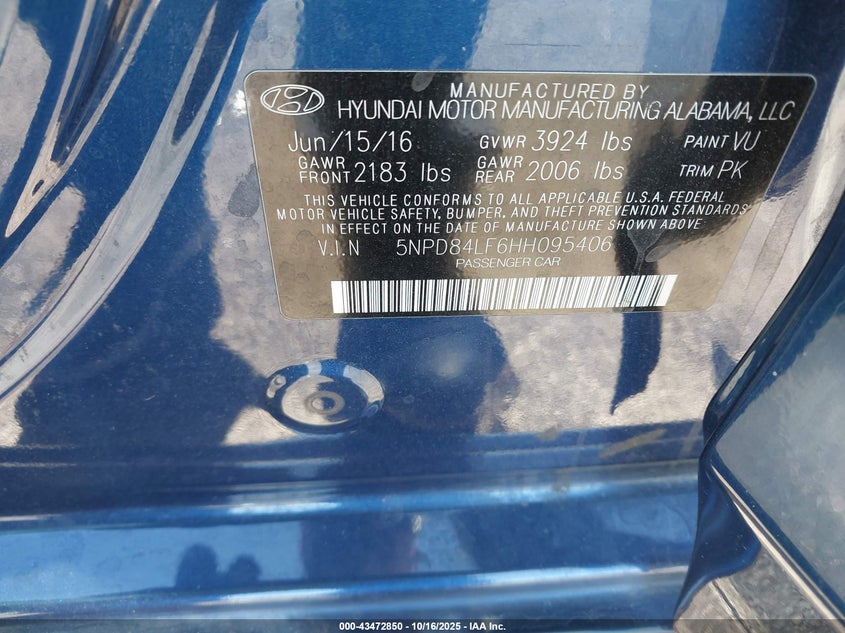 MANUFACTURED BY
HYUNDAI MOTOR MANUFACTURING ALABAMA, LLC
Jun/15/16 GVWR 3924 lbs PAINT VU
GAWR FRONT 2183 lbs GAWR REAR 2006 lbs TRIM PK
THIS VEHICLE CONFORMS TO ALL APPLICABLE U.S.A. FEDERAL
MOTOR VEHICLE SAFETY, BUMPER, AND THEFT PREVENTION STANDARDS
IN EFFECT ON THE DATE OF MANUFACTURE SHOWN ABOVE
V.I.N 5NPD84LF6HH095406
PASSENGER CAR
000-43472850 - 10/16/2025 - IAA Inc.